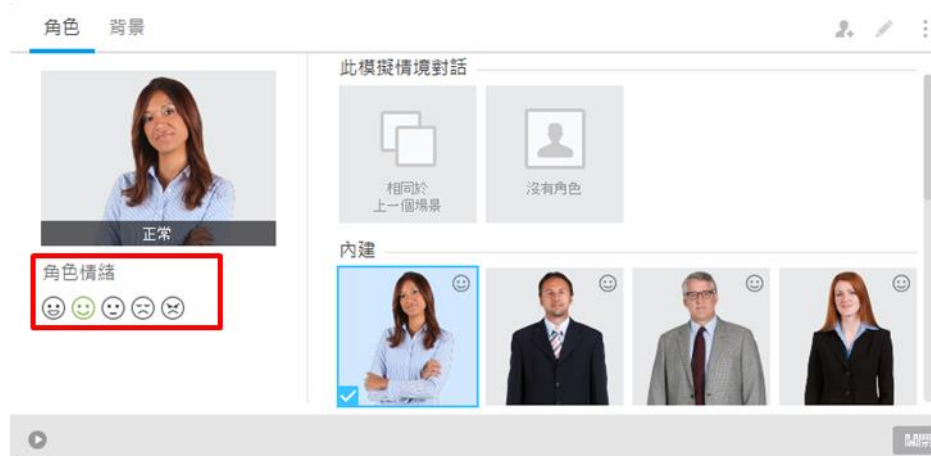 角色 背景
此模擬情境對話
相同於
上一個場景
沒有角色
正常
內建
角色情緒